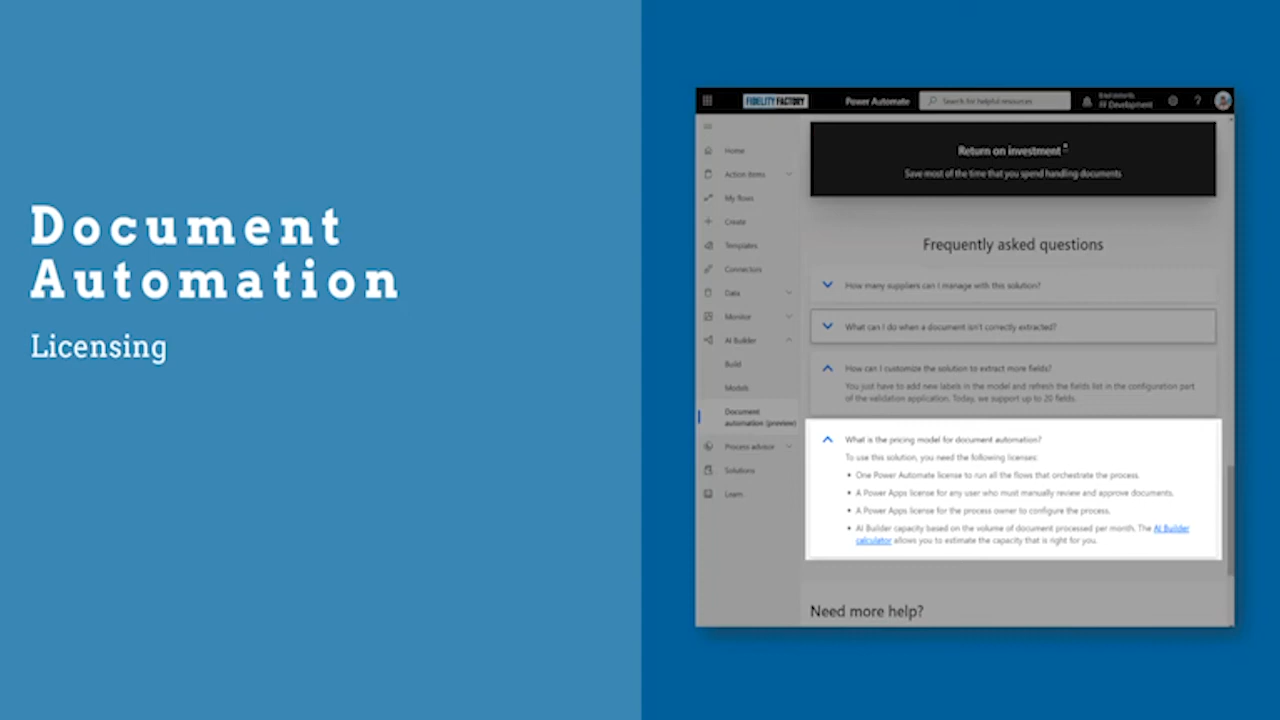 Document
Automation
Licensing
FIDELITY FACTORY
Power Automate
Search for helpful resources
FF Development
Home
Action items
My flows
Create
Templates
Connectors
Data
Monitor
AI Builder
Build
Models
Document
automation (preview)
Process advisor
Solutions
Learn
Return on investment
Save most of the time that you spend handling documents
Frequently asked questions
How many suppliers can I manage with this solution?
What can I do when a document isn't correctly extracted?
How can I customize the solution to extract more fields?
You just have to add new labels in the model and refresh the fields list in the configuration part
of the validation application. Today, we support up to 20 fields.
What is the pricing model for document automation?
To use this solution, you need the following licenses:
• One Power Automate license to run all the flows that orchestrate the process.
• A Power Apps license for any user who must manually review and approve documents.
• A Power Apps license for the process owner to configure the process.
• AI Builder capacity based on the volume of document processed per month. The AI Builder
calculator allows you to estimate the capacity that is right for you.
Need more help?